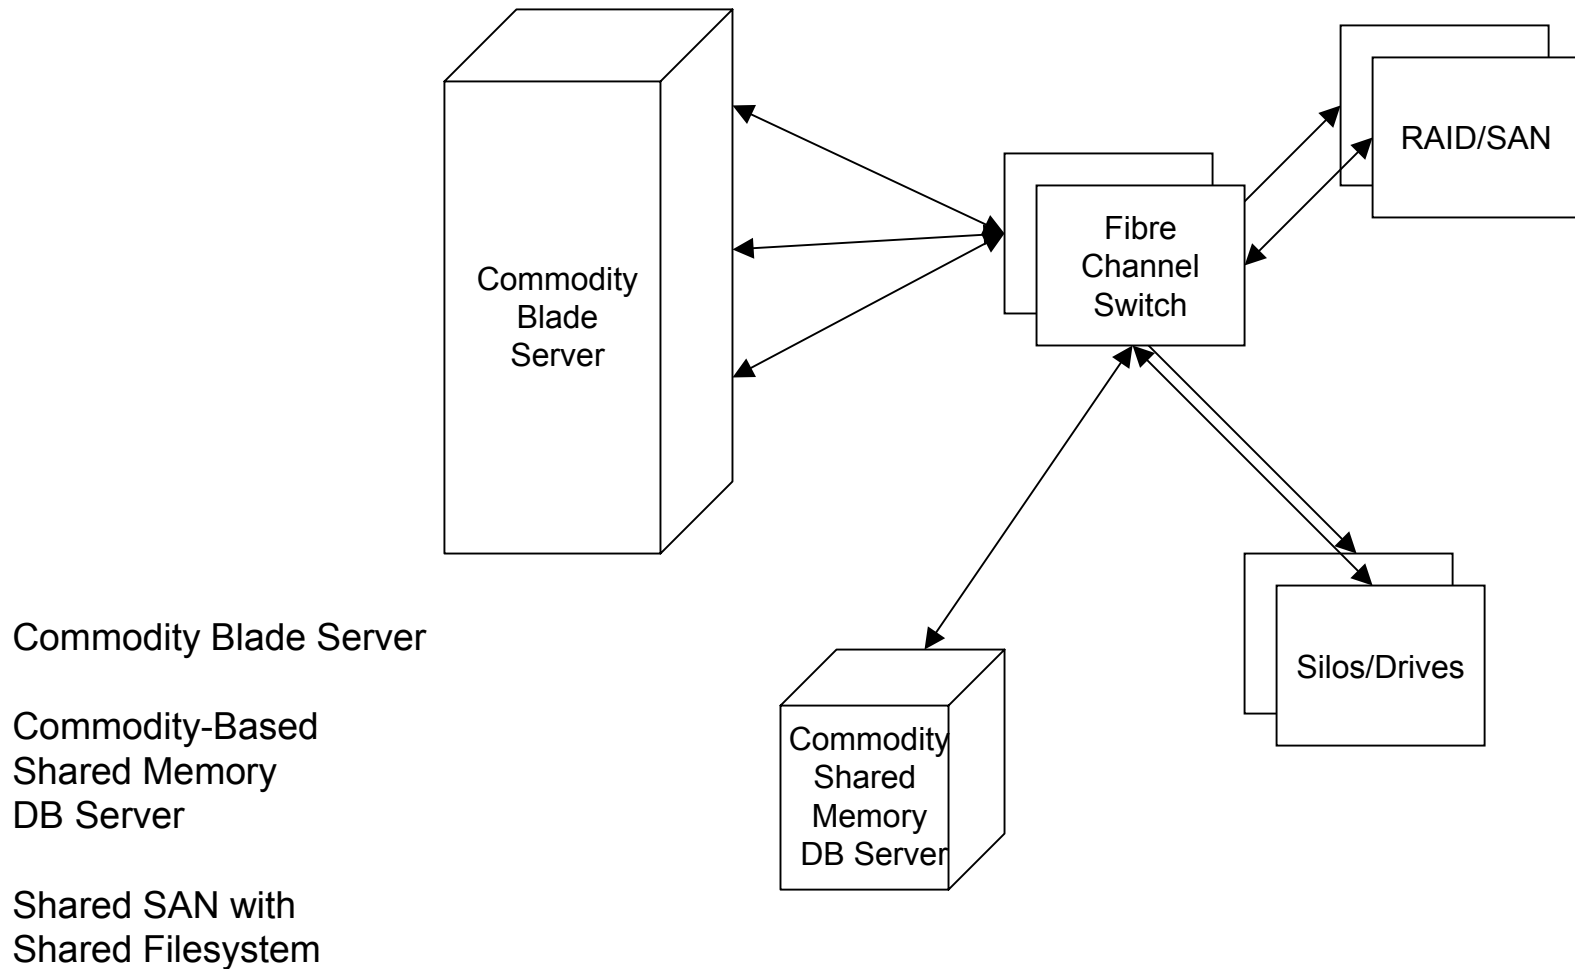 RAID/SAN
Fibre
Channel
Switch
Commodity
Blade
Server
Commodity Blade Server
Silos/Drives
Commodity-Based
Shared Memory
DB Server
Commodity
Shared
Memory
DB Server
Shared SAN with
Shared Filesystem